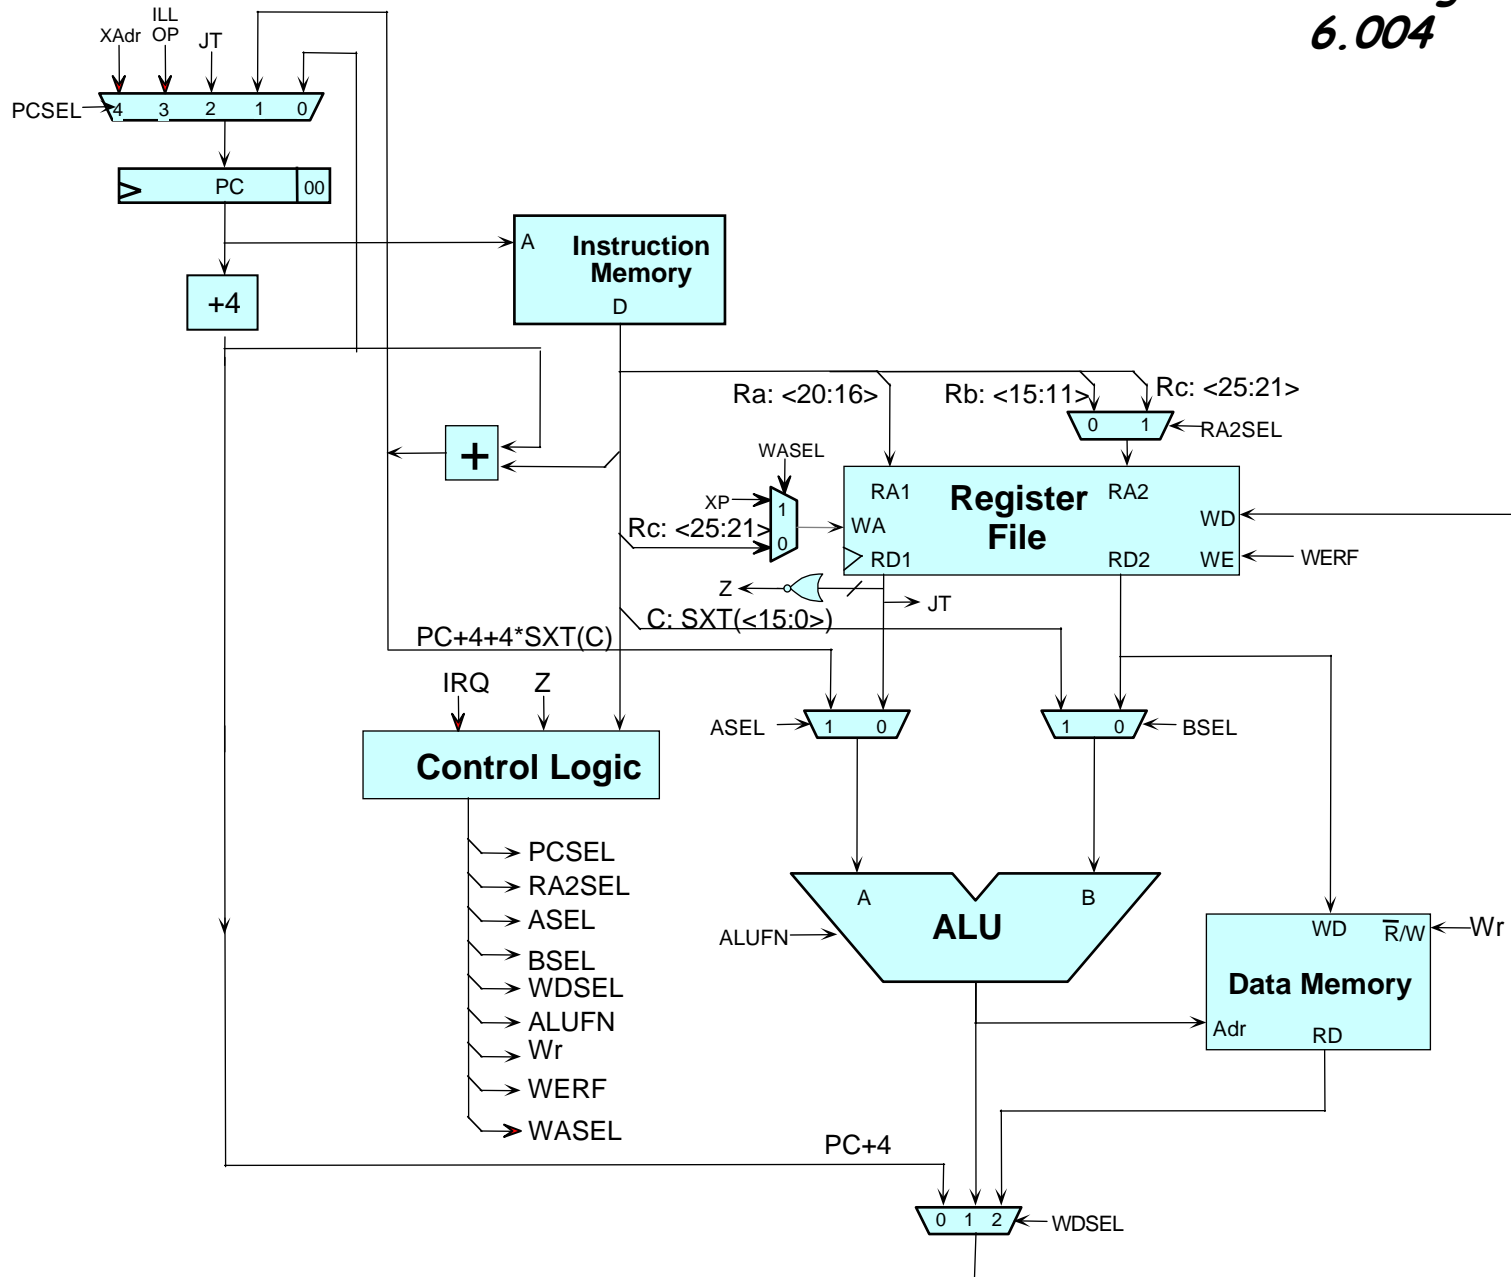 6.004
ILL
XAdr OP JT
PCSEL 4 3 2 1 0
PC 00
+4
A Instruction
Memory
D
Ra: <20:16> Rb: <15:11> Rc: <25:21>
0 1 RA2SEL
+
WASEL
XP 1
Rc: <25:21> 0
RA1 Register RA2
WA File WD
RD1 RD2 WE WERF
Z JT
C: SXT(<15:0>)
PC+4+4*SXT(C)
IRQ Z
ASEL 1 0 1 0 BSEL
Control Logic
PCSEL
RA2SEL
ASEL
BSEL
WDSEL
ALUFN
Wr
WERF
WASEL
A B
ALU
ALUFN
WD R̅/W Wr
Data Memory
Adr RD
PC+4
0 1 2 WDSEL